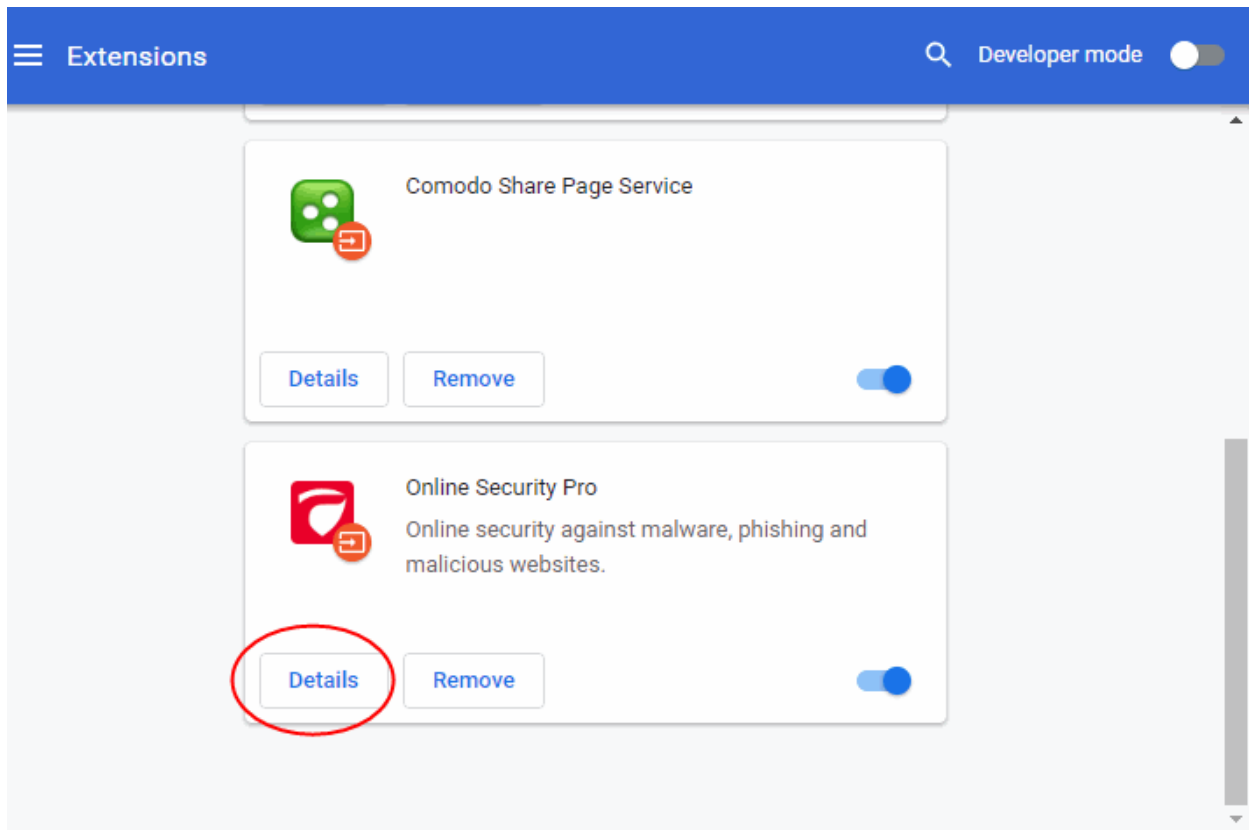 Extensions
Developer mode
Comodo Share Page Service
Details
Remove
Online Security Pro
Online security against malware, phishing and
malicious websites.
Details
Remove